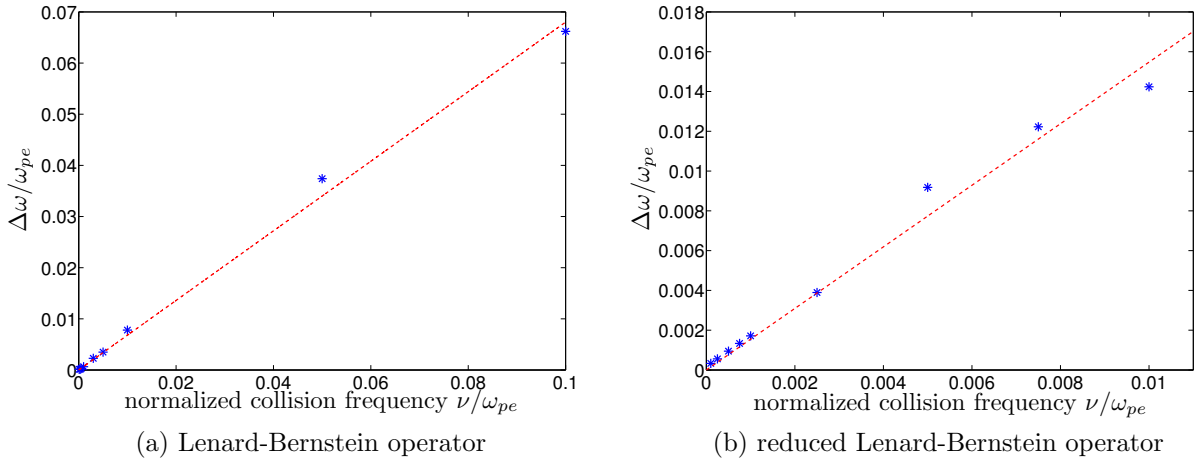 0.07
0.06
0.05
0.04
0.03
0.02
0.01
0
Δω/ω_pe
0 0.02 0.04 0.06 0.08 0.1
normalized collision frequency ν/ω_pe
(a) Lenard-Bernstein operator
0.018
0.016
0.014
0.012
0.010
0.008
0.006
0.004
0.002
0
Δω/ω_pe
0 0.002 0.004 0.006 0.008 0.01
normalized collision frequency ν/ω_pe
(b) reduced Lenard-Bernstein operator